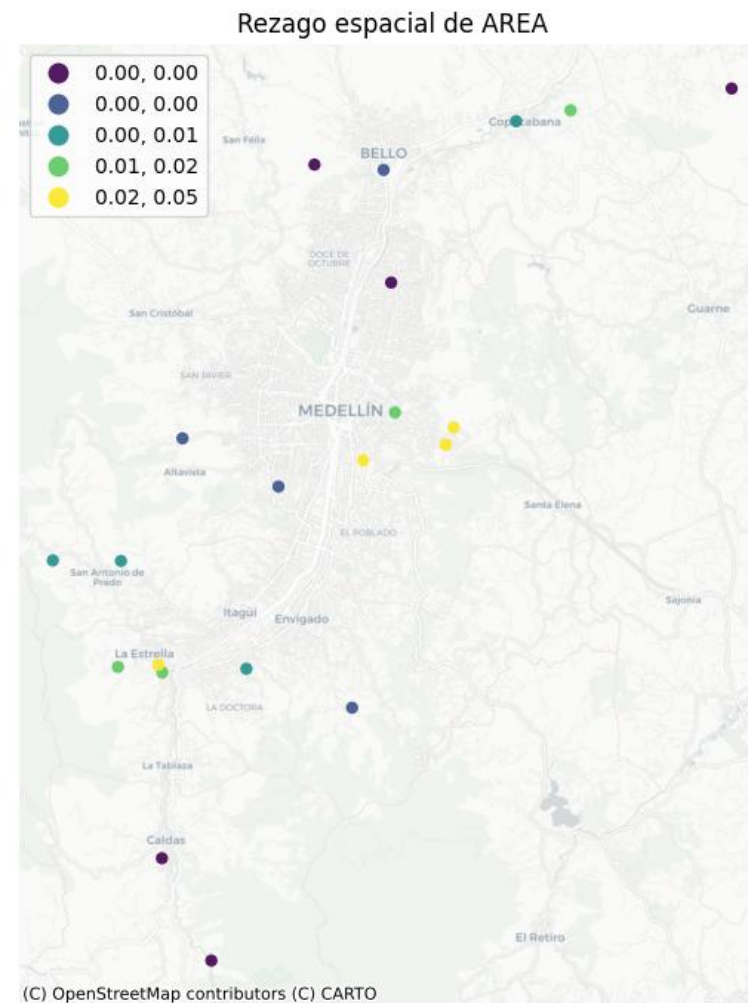 Rezago espacial de AREA
0.00, 0.00
0.00, 0.00
0.00, 0.01
0.01, 0.02
0.02, 0.05
San Félix
BELLO
DOCE DE
OCTUBRE
San Cristóbal
Guarne
SAN JAVIER
MEDELLÍN
Altavista
Santa Elena
EL POBLADO
San Antonio de
Prado
Sajonia
Itagüí
Envigado
La Estrella
LA DOCTORA
La Tablaza
Caldas
El Retiro
(C) OpenStreetMap contributors (C) CARTO